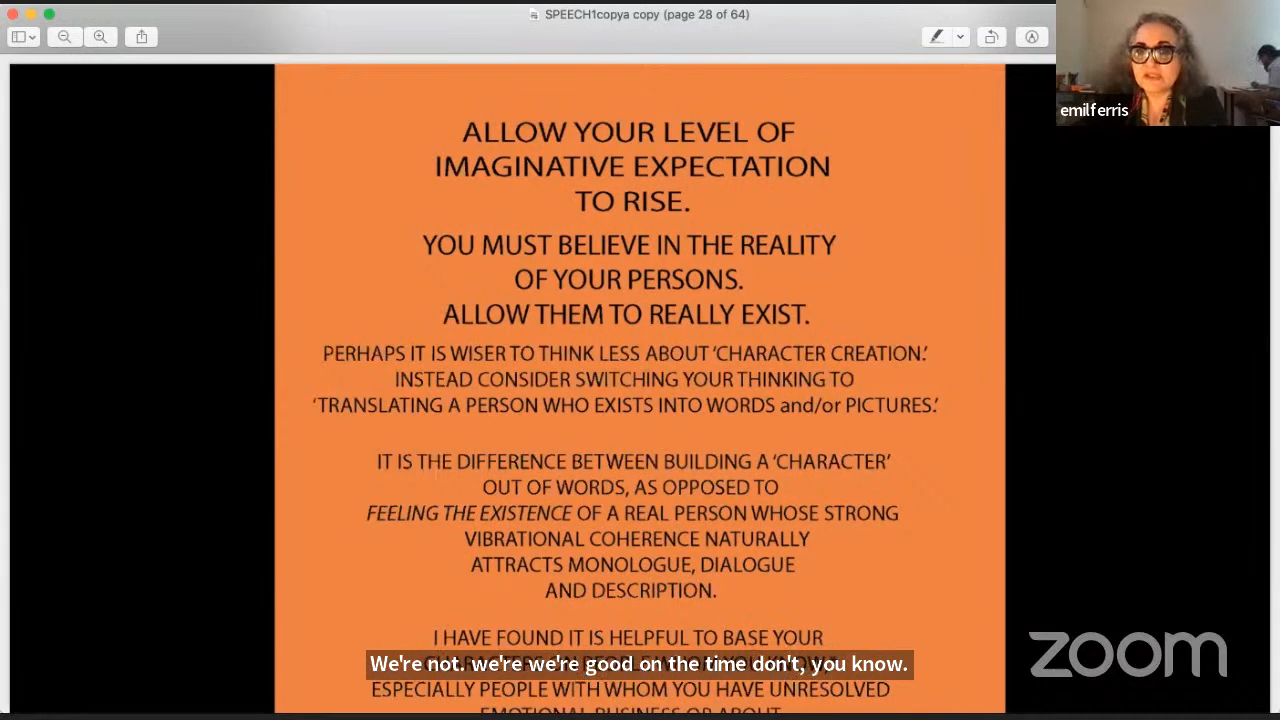 SPEECH1copya copy (page 28 of 64)
emilferris
ALLOW YOUR LEVEL OF
IMAGINATIVE EXPECTATION
TO RISE.
YOU MUST BELIEVE IN THE REALITY
OF YOUR PERSONS.
ALLOW THEM TO REALLY EXIST.
PERHAPS IT IS WISER TO THINK LESS ABOUT ‘CHARACTER CREATION.’
INSTEAD CONSIDER SWITCHING YOUR THINKING TO
‘TRANSLATING A PERSON WHO EXISTS INTO WORDS and/or PICTURES.’
IT IS THE DIFFERENCE BETWEEN BUILDING A ‘CHARACTER’
OUT OF WORDS, AS OPPOSED TO
FEELING THE EXISTENCE OF A REAL PERSON WHOSE STRONG
VIBRATIONAL COHERENCE NATURALLY
ATTRACTS MONOLOGUE, DIALOGUE
AND DESCRIPTION.
I HAVE FOUND IT IS HELPFUL TO BASE YOUR
We're not. we're we're good on the time don't, you know.
ESPECIALLY PEOPLE WITH WHOM YOU HAVE UNRESOLVED
EMOTIONAL BUSINESS OR ABOUT
zoom